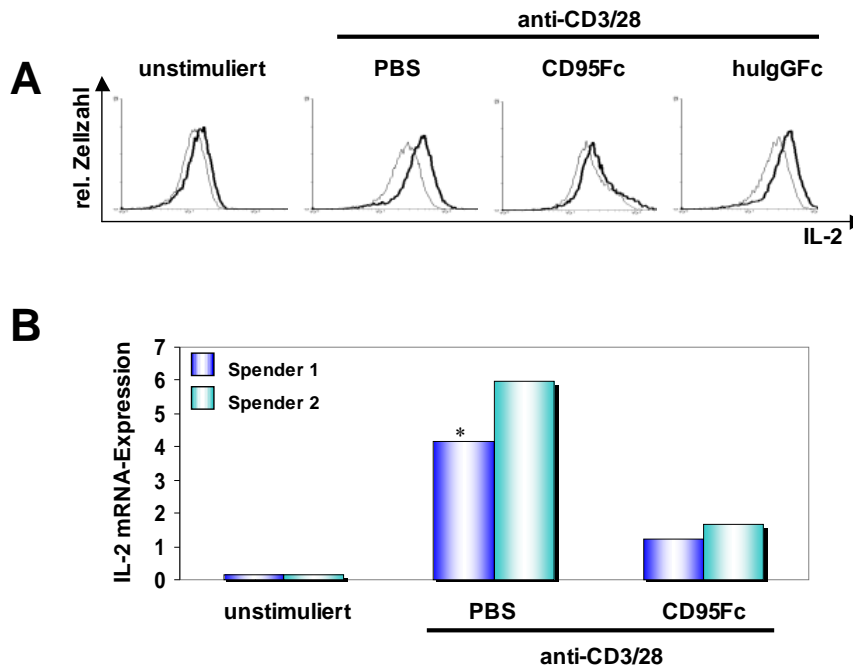 anti-CD3/28
unstimuliert PBS CD95Fc huIgGFc
A
rel. Zellzahl
IL-2
B
IL-2 mRNA-Expression
7
6
5
4
3
2
1
0
Spender 1
Spender 2
*
unstimuliert PBS CD95Fc
anti-CD3/28